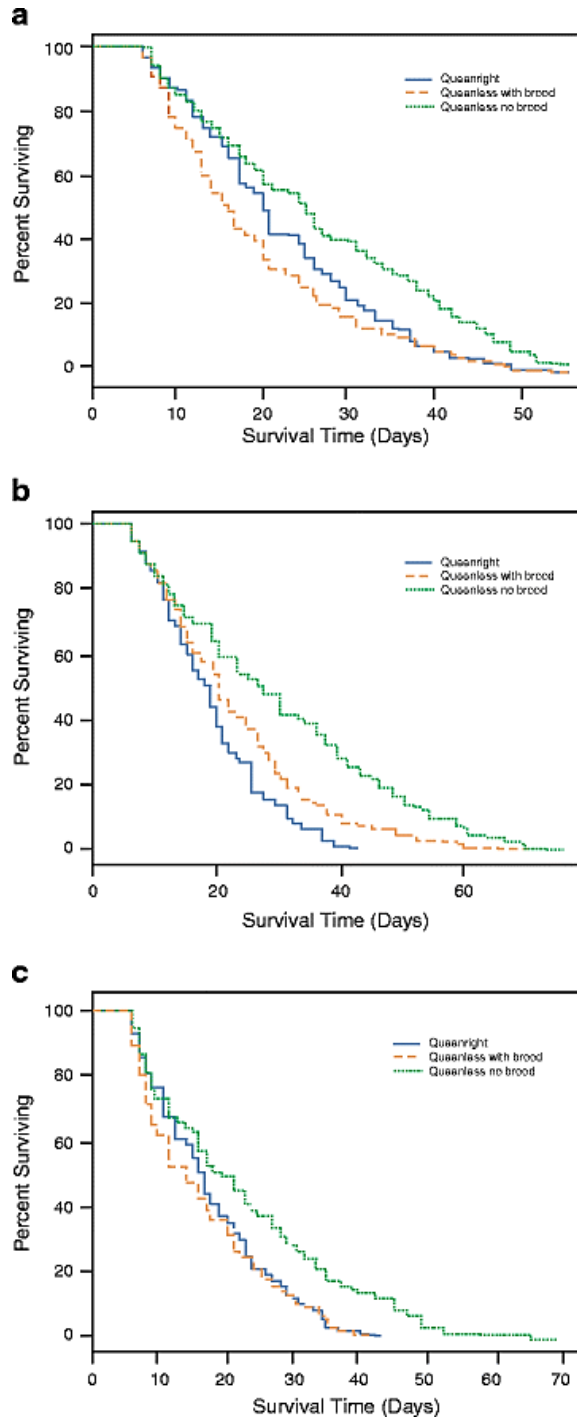 a
100
80
60
40
20
0
Percent Surviving
Queenright
Queenless with brood
Queenless no brood
0 10 20 30 40 50
Survival Time (Days)
b
100
80
60
40
20
0
Percent Surviving
Queenright
Queenless with brood
Queenless no brood
0 20 40 60
Survival Time (Days)
c
100
80
60
40
20
0
Percent Surviving
Queenright
Queenless with brood
Queenless no brood
0 10 20 30 40 50 60 70
Survival Time (Days)